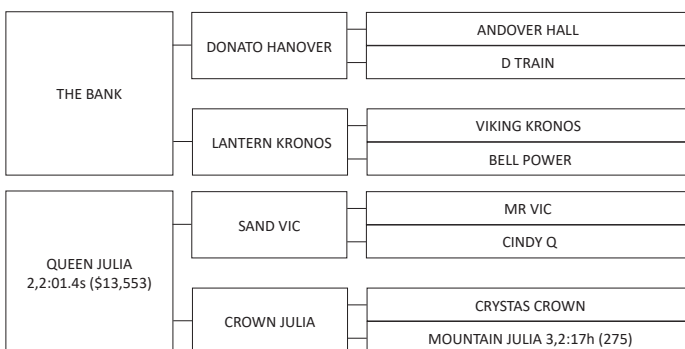 ANDOVER HALL
DONATO HANOVER
D TRAIN
THE BANK
VIKING KRONOS
LANTERN KRONOS
BELL POWER
MR VIC
SAND VIC
CINDY Q
QUEEN JULIA
2,2:01.4s ($13,553)
CRYSTAS CROWN
CROWN JULIA
MOUNTAIN JULIA 3,2:17h (275)